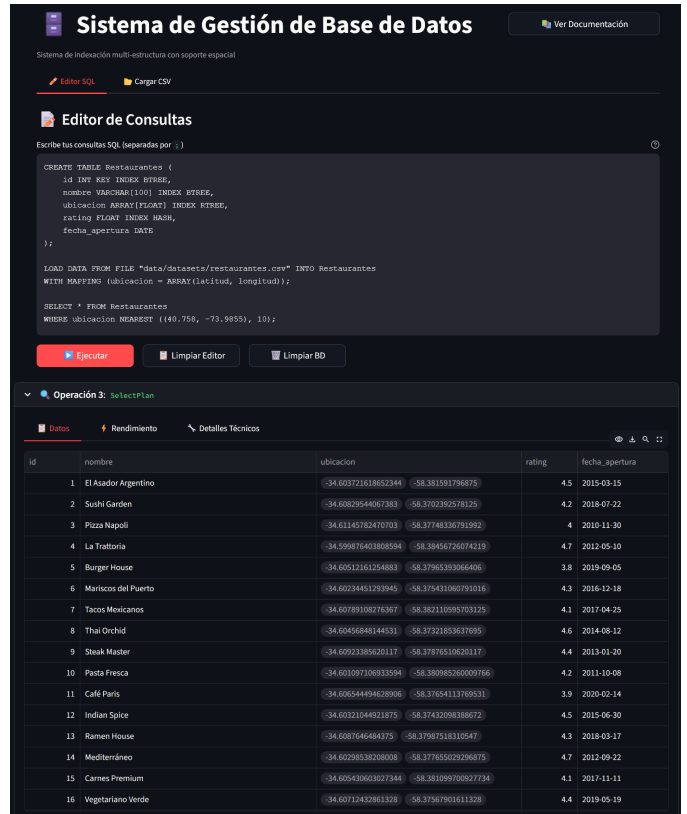 Sistema de Gestión de Base de Datos
Ver Documentación
Sistema de indexación multi-estructura con soporte espacial
Editor SQL
Cargar CSV
Editor de Consultas
Escribe tus consultas SQL (separadas por ; )
CREATE TABLE Restaurantes (
    id INT KEY INDEX BTREE,
    nombre VARCHAR[100] INDEX BTREE,
    ubicacion ARRAY[FLOAT] INDEX RTREE,
    rating FLOAT INDEX HASH,
    fecha_apertura DATE
);
LOAD DATA FROM FILE "data/datasets/restaurantes.csv" INTO Restaurantes
WITH MAPPING (ubicacion = ARRAY(latitud, longitud));
SELECT * FROM Restaurantes
WHERE ubicacion NEAREST ((40.758, -73.9855), 10);
Ejecutar
Limpiar Editor
Limpiar BD
Operación 3: SelectPlan
Datos
Rendimiento
Detalles Técnicos
id nombre ubicacion rating fecha_apertura
1 El Asador Argentino -34.603721618652344 -58.381591796875 4.5 2015-03-15
2 Sushi Garden -34.60829544067383 -58.3702392578125 4.2 2018-07-22
3 Pizza Napoli -34.61145782470703 -58.37748336791992 4 2010-11-30
4 La Trattoria -34.599876403808594 -58.38456726074219 4.7 2012-05-10
5 Burger House -34.60512161254883 -58.37965393066406 3.8 2019-09-05
6 Mariscos del Puerto -34.60234451293945 -58.375431060791016 4.3 2016-12-18
7 Tacos Mexicanos -34.60789108276367 -58.382110595703125 4.1 2017-04-25
8 Thai Orchid -34.60456848144531 -58.37321853637695 4.6 2014-08-12
9 Steak Master -34.60923385620117 -58.37876510620117 4.4 2013-01-20
10 Pasta Fresca -34.601097106933594 -58.380985260009766 4.2 2011-10-08
11 Café Paris -34.606544494628906 -58.37654113769531 3.9 2020-02-14
12 Indian Spice -34.60321044921875 -58.37432098388672 4.5 2015-06-30
13 Ramen House -34.6087646484375 -58.37987518310547 4.3 2018-03-17
14 Mediterráneo -34.60298538208008 -58.377655029296875 4.7 2012-09-22
15 Carnes Premium -34.605430603027344 -58.381099700927734 4.1 2017-11-11
16 Vegetariano Verde -34.60712432861328 -58.37567901611328 4.4 2019-05-19